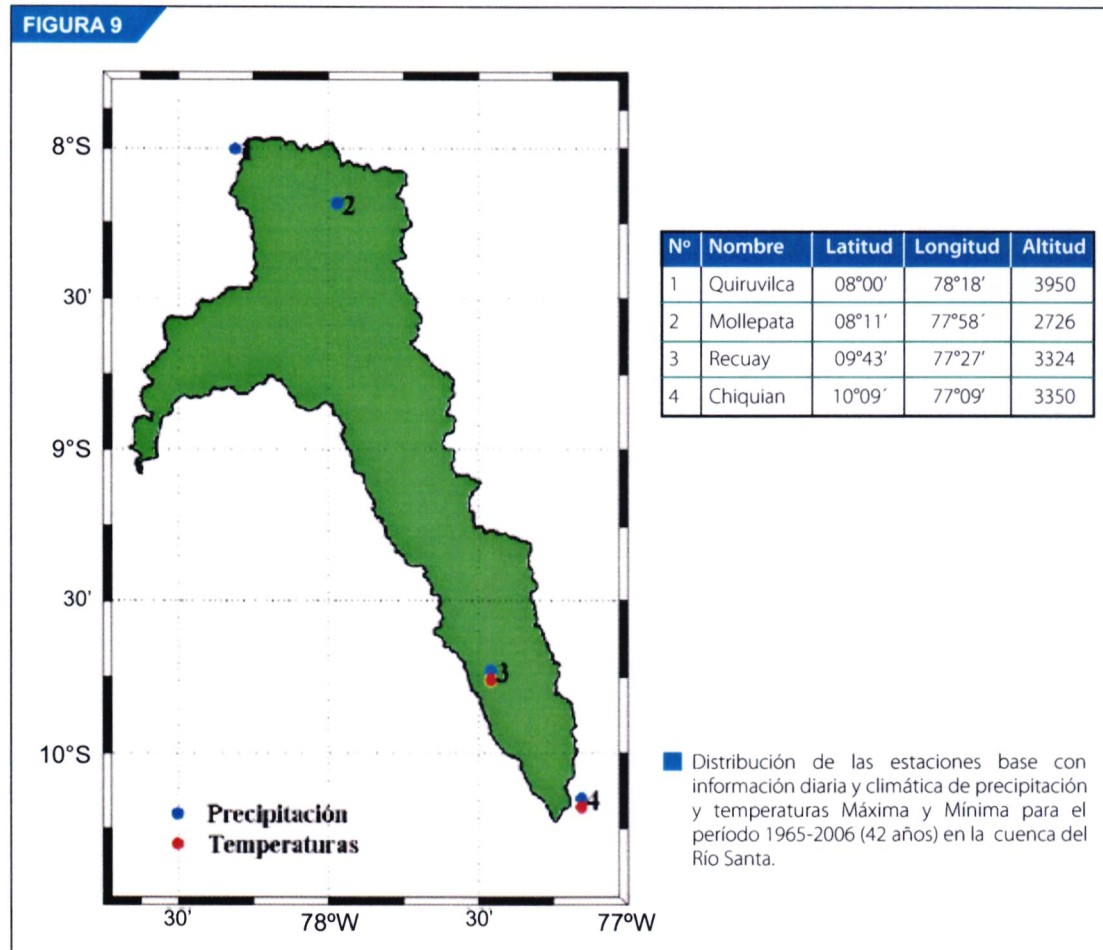 FIGURA 9
8°S
30'
9°S
30'
10°S
30'
78°W
30'
77°W
2
3
4
Precipitación
Temperaturas
Nº Nombre Latitud Longitud Altitud
1 Quiruvilca 08°00' 78°18' 3950
2 Mollepata 08°11' 77°58´ 2726
3 Recuay 09°43' 77°27' 3324
4 Chiquian 10°09´ 77°09' 3350
Distribución de las estaciones base con
información diaria y climática de precipitación
y temperaturas Máxima y Mínima para el
período 1965-2006 (42 años) en la cuenca del
Río Santa.